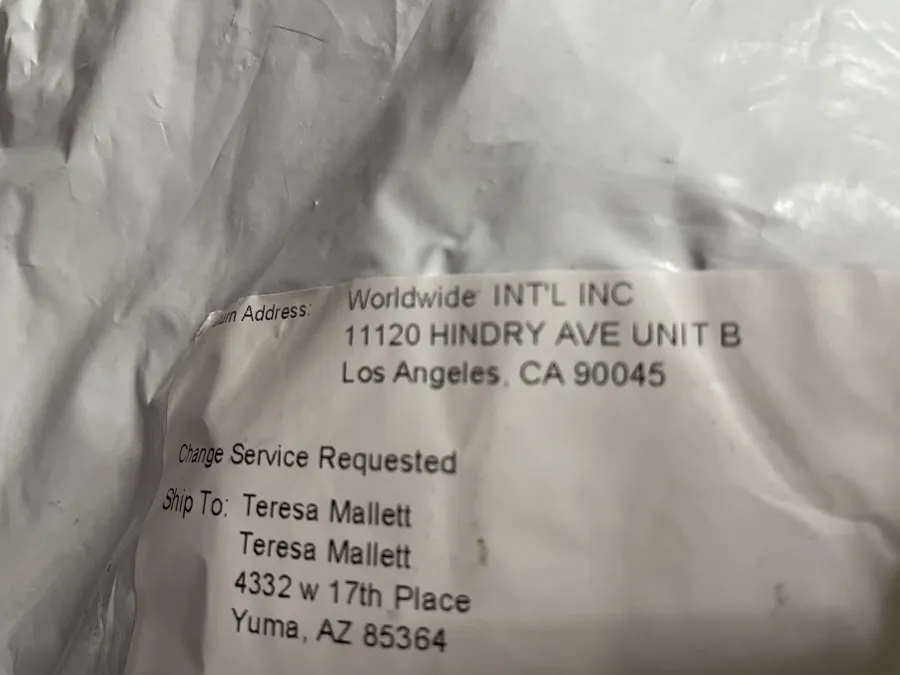 Address: Worldwide INT'L INC
11120 HINDRY AVE UNIT B
Los Angeles, CA 90045
Change Service Requested
Ship To: Teresa Mallett
Teresa Mallett
4332 w 17th Place
Yuma, AZ 85364